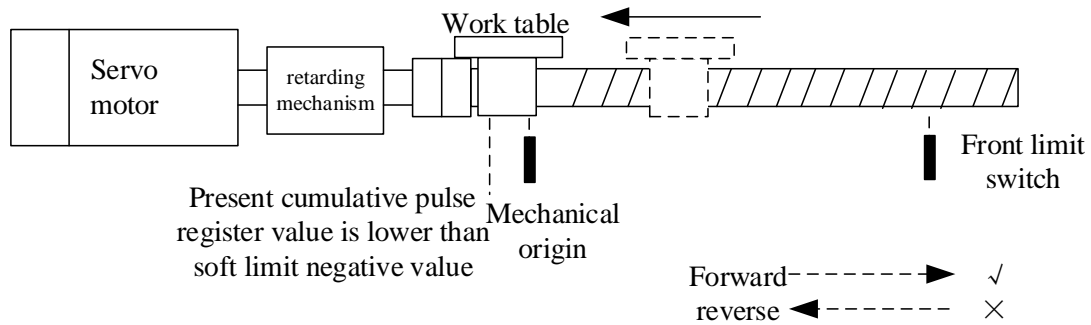 Work table
Servo
motor
retarding
mechanism
Front limit
switch
Present cumulative pulse
register value is lower than
soft limit negative value
Mechanical
origin
Forward √
reverse ×